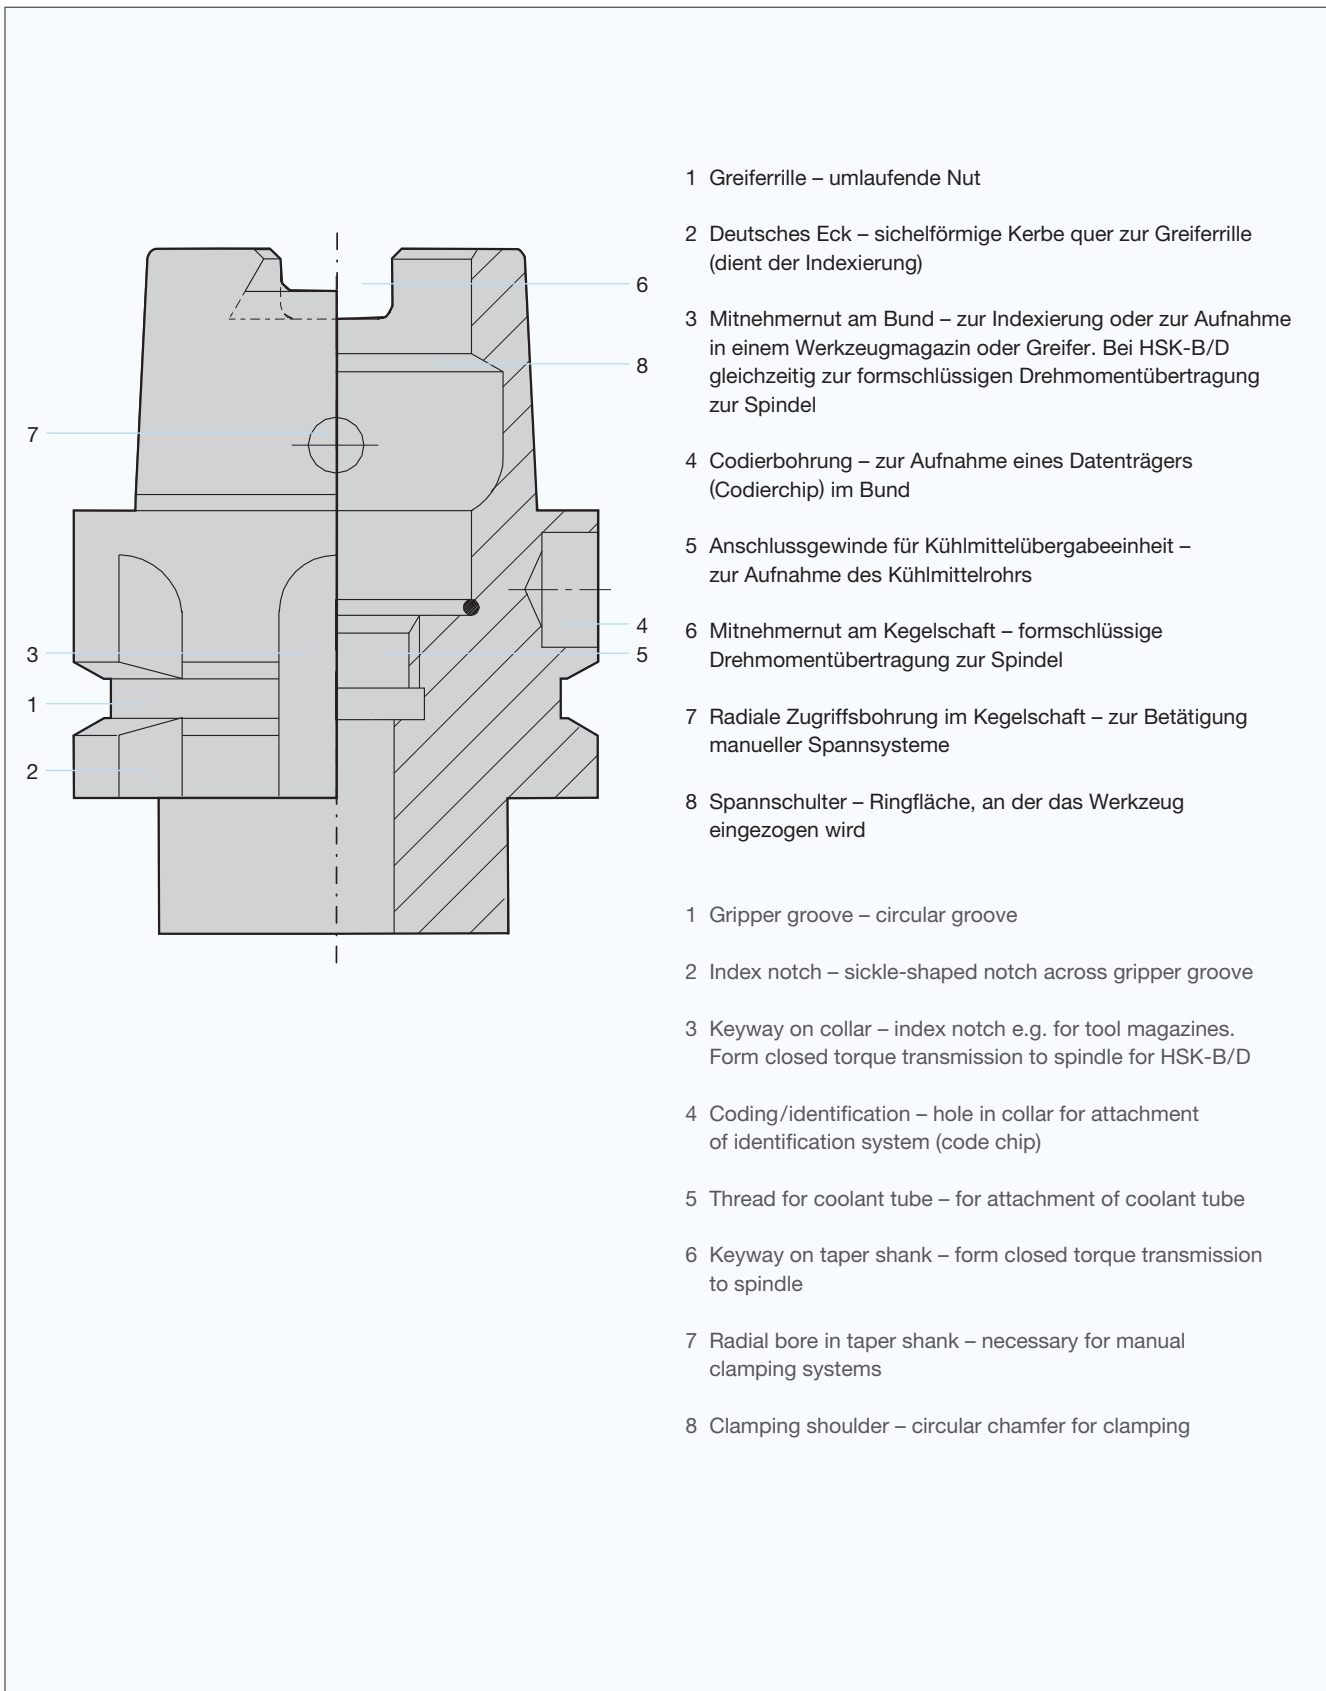 6
8
7
4
3
5
1
2
1 Greiferrille – umlaufende Nut
2 Deutsches Eck – sichelförmige Kerbe quer zur Greiferrille
(dient der Indexierung)
3 Mitnehmernut am Bund – zur Indexierung oder zur Aufnahme
in einem Werkzeugmagazin oder Greifer. Bei HSK-B/D
gleichzeitig zur formschlüssigen Drehmomentübertragung
zur Spindel
4 Codierbohrung – zur Aufnahme eines Datenträgers
(Codierchip) im Bund
5 Anschlussgewinde für Kühlmittelübergabeeinheit –
zur Aufnahme des Kühlmittelrohrs
6 Mitnehmernut am Kegelschaft – formschlüssige
Drehmomentübertragung zur Spindel
7 Radiale Zugriffsbohrung im Kegelschaft – zur Betätigung
manueller Spannsysteme
8 Spannschulter – Ringfläche, an der das Werkzeug
eingezogen wird
1 Gripper groove – circular groove
2 Index notch – sickle-shaped notch across gripper groove
3 Keyway on collar – index notch e.g. for tool magazines.
Form closed torque transmission to spindle for HSK-B/D
4 Coding/identification – hole in collar for attachment
of identification system (code chip)
5 Thread for coolant tube – for attachment of coolant tube
6 Keyway on taper shank – form closed torque transmission
to spindle
7 Radial bore in taper shank – necessary for manual
clamping systems
8 Clamping shoulder – circular chamfer for clamping